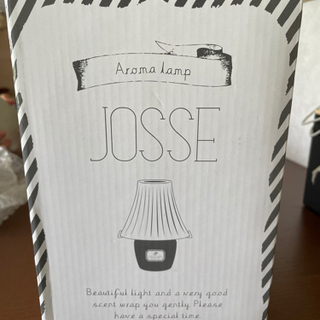 Aroma lamp
JOSSE
Beautiful light and a very good
scent wrap you gently. Please
have a special time